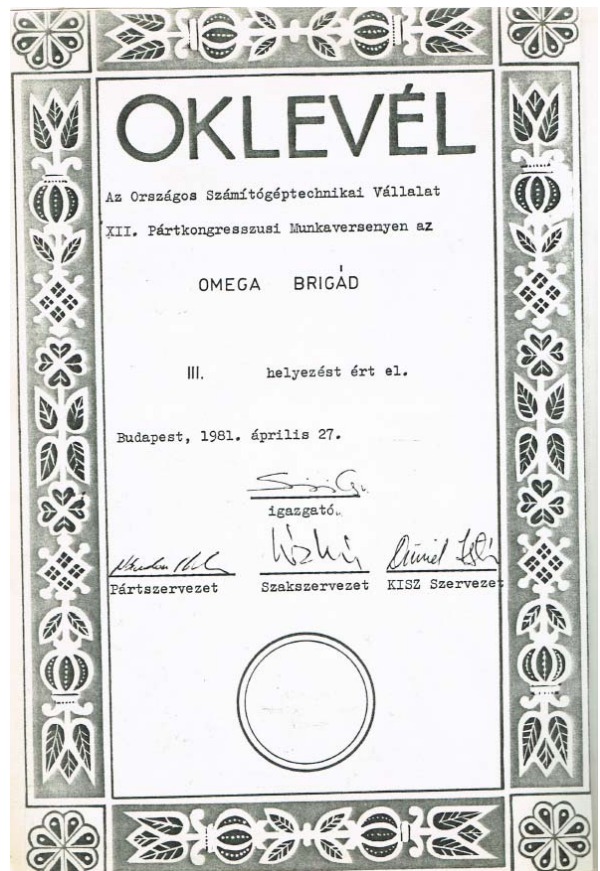 OKLEVÉL
Az Országos Számítógéptechnikai Vállalat
XII. Pártkongresszusi Munkaversenyen az
OMEGA BRIGÁD
III. helyezést ért el.
Budapest, 1981. április 27.
igazgató.
Pártszervezet Szakszervezet KISZ Szervezet